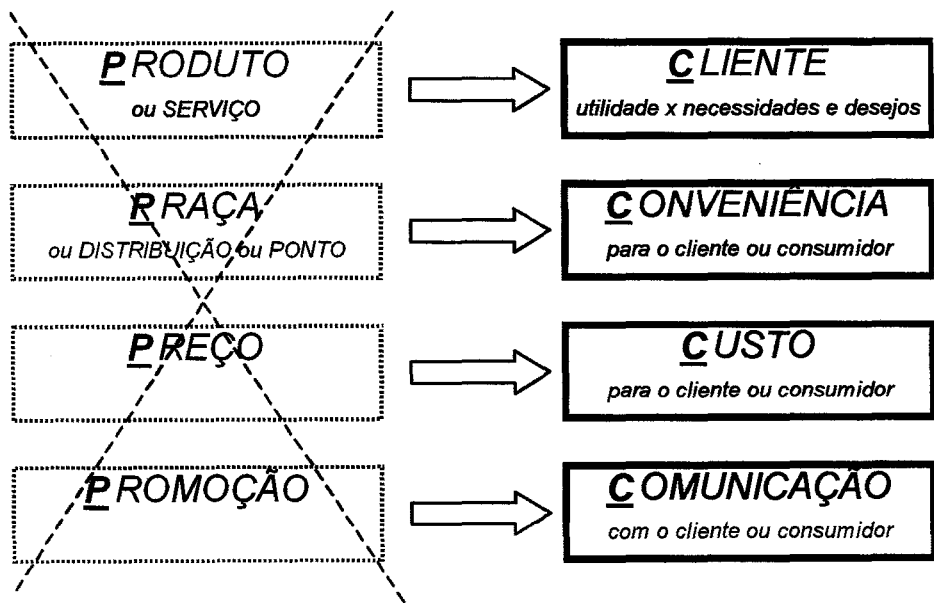 PRODUTO
ou SERVIÇO
CLIENTE
utilidade x necessidades e desejos
PRAÇA
ou DISTRIBUIÇÃO ou PONTO
CONVENIÊNCIA
para o cliente ou consumidor
PREÇO
CUSTO
para o cliente ou consumidor
PROMOÇÃO
COMUNICAÇÃO
com o cliente ou consumidor